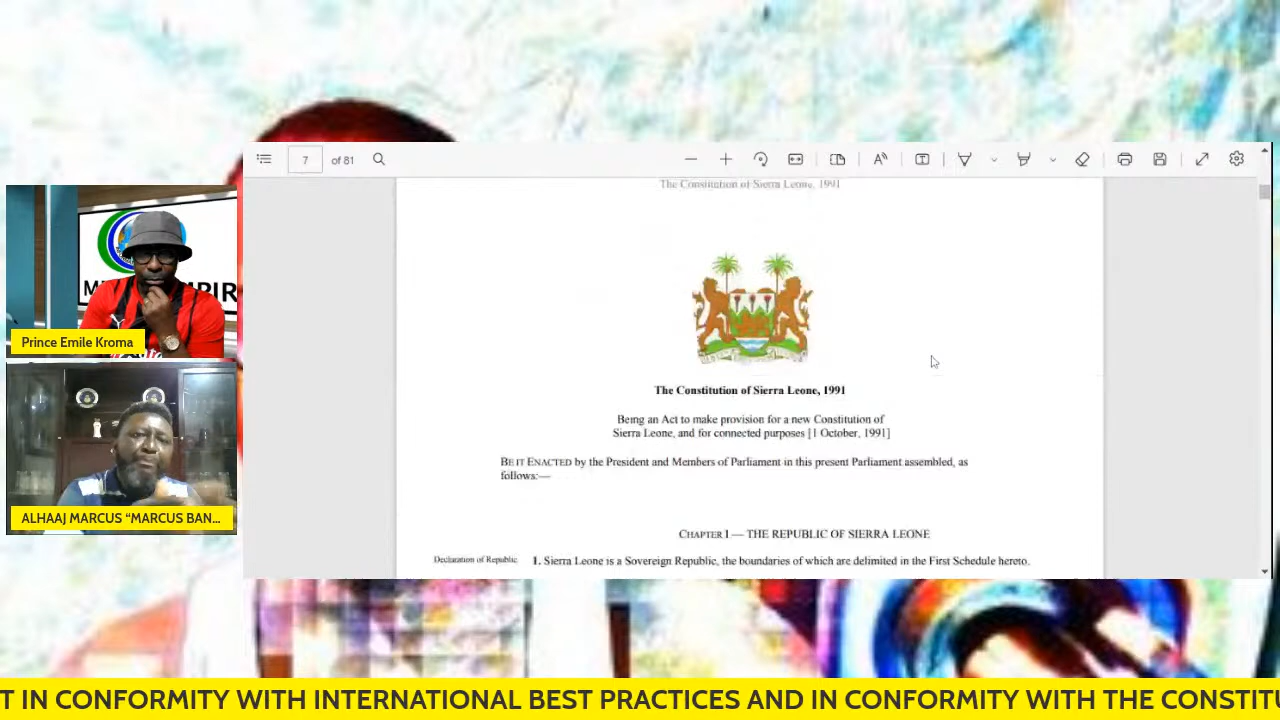 7 of 81
The Constitution of Sierra Leone, 1991
The Constitution of Sierra Leone, 1991
Being an Act to make provision for a new Constitution of
Sierra Leone, and for connected purposes [1 October, 1991]
BE IT ENACTED by the President and Members of Parliament in this present Parliament assembled, as
follows:—
CHAPTER I — THE REPUBLIC OF SIERRA LEONE
Declaration of Republic 1. Sierra Leone is a Sovereign Republic, the boundaries of which are delimited in the First Schedule hereto.
Prince Emile Kroma
ALHAAJ MARCUS “MARCUS BAN...
T IN CONFORMITY WITH INTERNATIONAL BEST PRACTICES AND IN CONFORMITY WITH THE CONSTITU